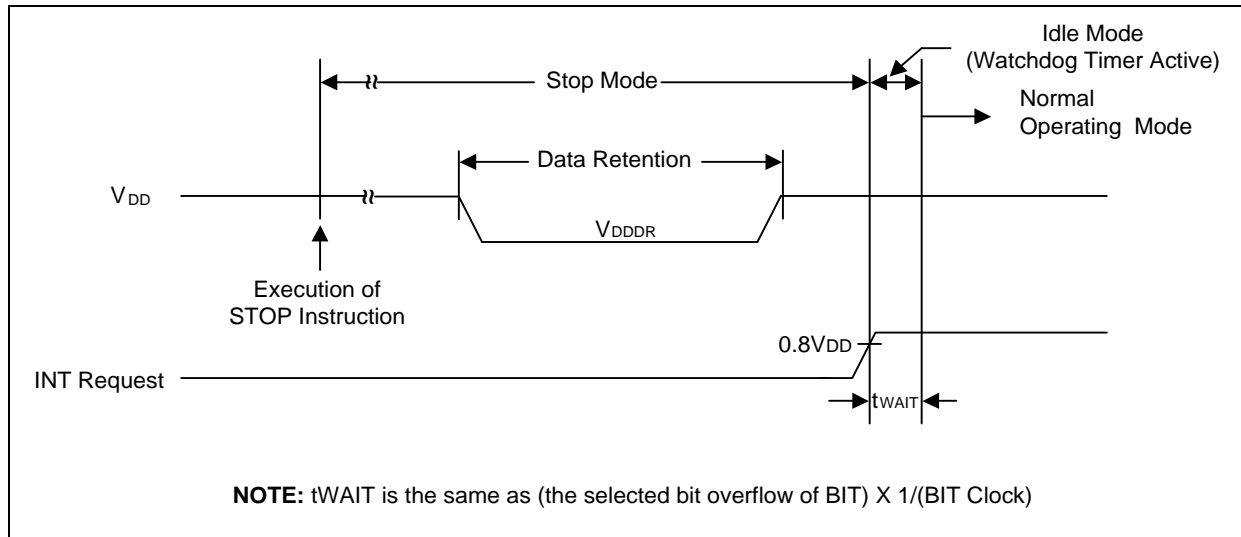 Idle Mode
(Watchdog Timer Active)
Stop Mode
Normal
Operating Mode
Data Retention
VDD
VDDDR
Execution of
STOP Instruction
0.8VDD
INT Request
tWAIT
NOTE: tWAIT is the same as (the selected bit overflow of BIT) X 1/(BIT Clock)